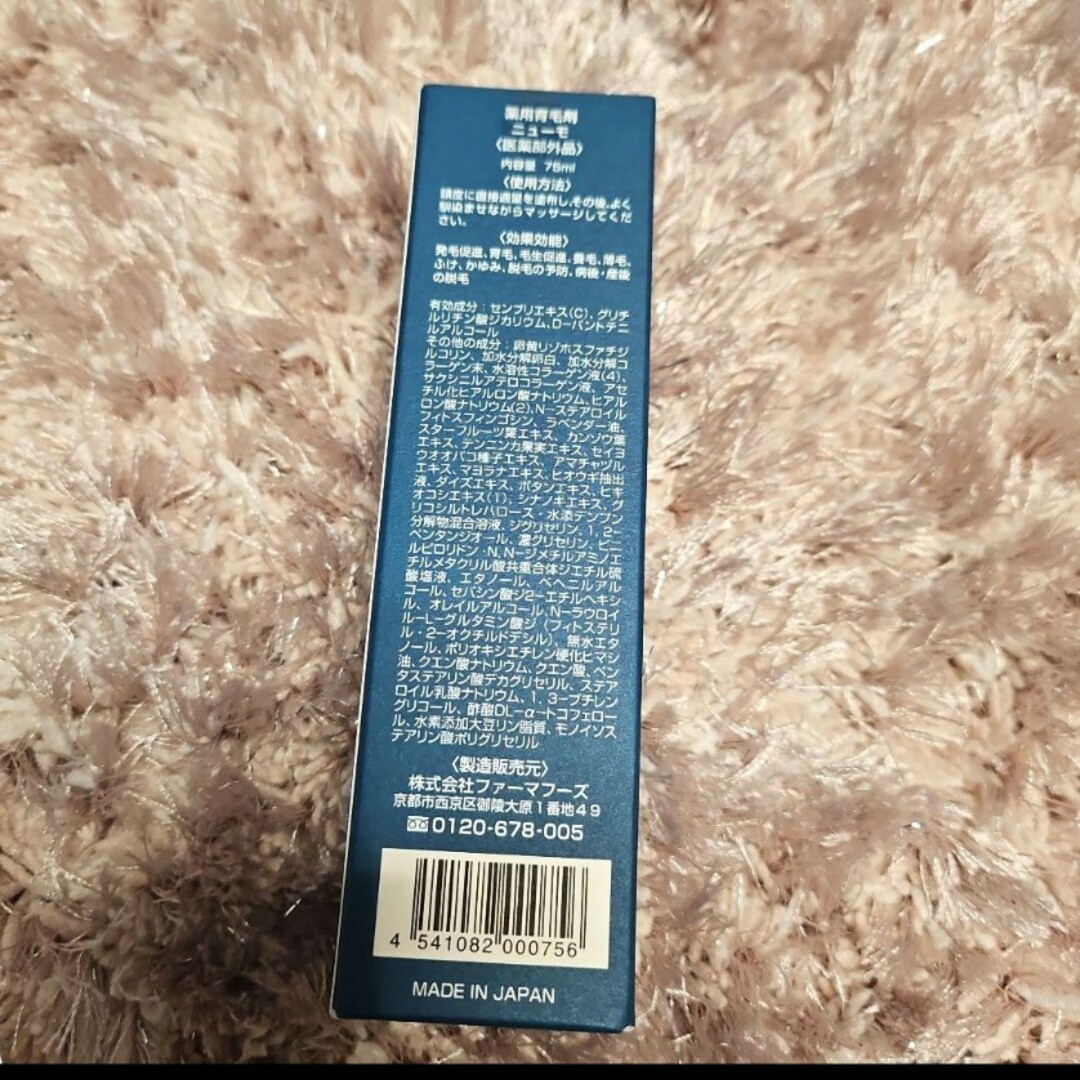 薬用育毛剤
ニューモ
〈医薬部外品〉
内容量 75ml
〈使用方法〉
頭皮に直接適量を塗布し、その後、よく
馴染ませながらマッサージしてくだ
さい。
〈効果効能〉
発毛促進、育毛、毛生促進、養毛、薄毛、
ふけ、かゆみ、脱毛の予防、病後・産後
の脱毛
有効成分：センブリエキス(C)、グリチ
ルリチン酸ジカリウム、D-パントテニ
ルアルコール
その他の成分：卵黄リゾホスファチジ
ルコリン、加水分解卵白、加水分解コ
ラーゲン末、水溶性コラーゲン液(4)、
サクシニルアテロコラーゲン液、アセ
チル化ヒアルロン酸ナトリウム、ヒアル
ロン酸ナトリウム(2)、N-ステアロイル
フィトスフィンゴシン、ラベンダー油、
スターフルーツ葉エキス、カンゾウ葉
エキス、テンニンカ果実エキス、セイヨ
ウオオバコ種子エキス、アマチャヅル
エキス、マヨラナエキス、ヒオウギ抽出
液、ダイズエキス、ボタンエキス、ヒキ
オコシエキス(1)、シナノキエキス、グ
リコシルトレハロース・水添デンプン
分解物混合溶液、ジグリセリン、1, 2-
ペンタンジオール、濃グリセリン、ビニ
ルピロリドン・N, N-ジメチルアミノエ
チルメタクリル酸共重合体ジエチル硫
酸塩液、エタノール、ベヘニルアル
コール、セバシン酸ジ2-エチルヘキシ
ル、オレイルアルコール、N-ラウロイ
ル-L-グルタミン酸ジ（フィトステリ
ル・2-オクチルドデシル）、無水エタ
ノール、ポリオキシエチレン硬化ヒマシ
油、クエン酸ナトリウム、クエン酸、ペン
タステアリン酸デカグリセリル、ステア
ロイル乳酸ナトリウム、1, 3-ブチレン
グリコール、酢酸DL-α-トコフェロー
ル、水素添加大豆リン脂質、モノイソス
テアリン酸ポリグリセリル
〈製造販売元〉
株式会社ファーマフーズ
京都市西京区御陵大原1番地49
0120-678-005
4 541082 000756
MADE IN JAPAN